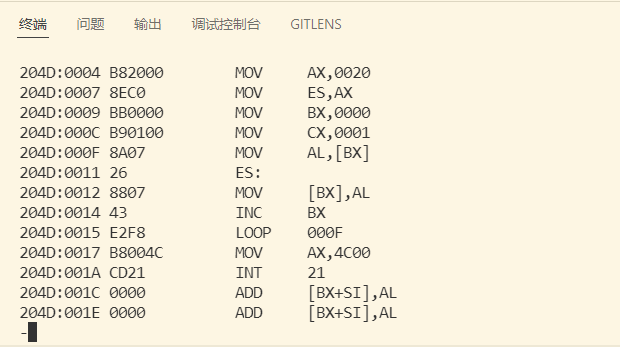 终端 问题 输出 调试控制台 GITLENS
204D:0004 B82000 MOV AX,0020
204D:0007 8EC0 MOV ES,AX
204D:0009 BB0000 MOV BX,0000
204D:000C B90100 MOV CX,0001
204D:000F 8A07 MOV AL,[BX]
204D:0011 26 ES:
204D:0012 8807 MOV [BX],AL
204D:0014 43 INC BX
204D:0015 E2F8 LOOP 000F
204D:0017 B8004C MOV AX,4C00
204D:001A CD21 INT 21
204D:001C 0000 ADD [BX+SI],AL
204D:001E 0000 ADD [BX+SI],AL
-